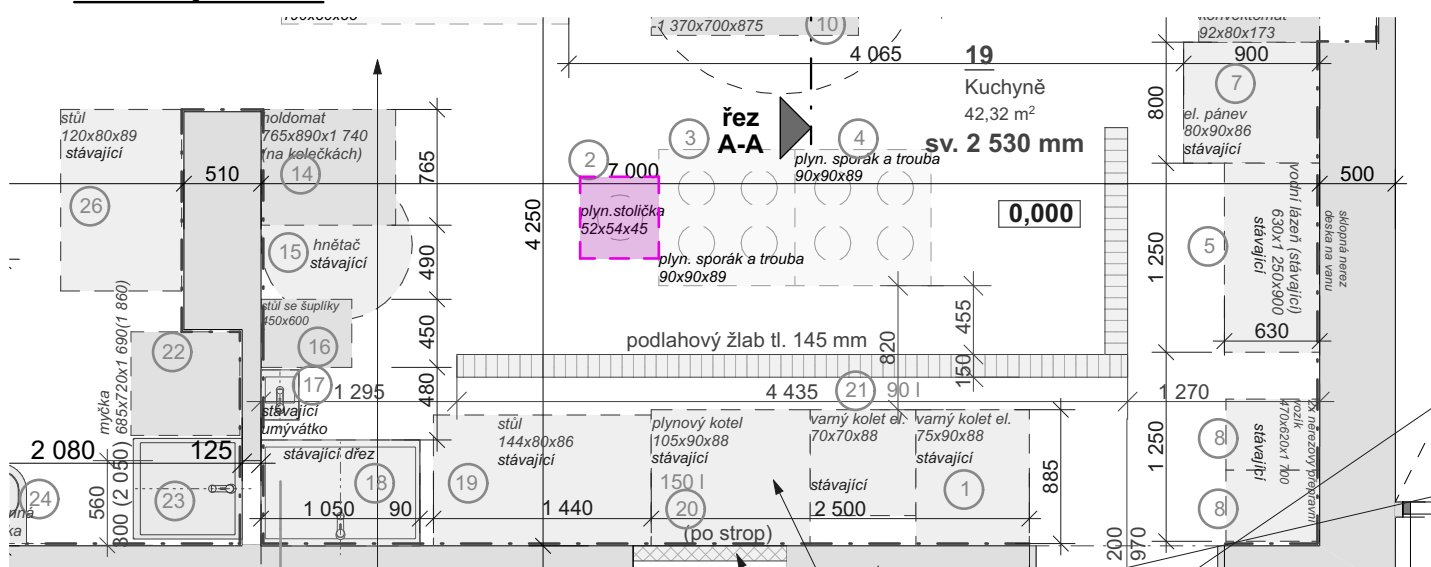 1 370x700x875
10
konvektomat
92x80x173
4 065
900
19
Kuchyně
42,32 m²
sv. 2 530 mm
7
800
el. pánev
80x90x86
stávající
stůl
120x80x89
stávající
26
510
holdomat
765x890x1 740
(na kolečkách)
14
765
řez
A-A
3
4
plyn. sporák a trouba
90x90x89
2
7 000
plyn.stolička
52x54x45
4 250
plyn. sporák a trouba
90x90x89
0,000
500
5
1 250
vodní lázeň (stávající)
630x1 250x900
stávající
sklopná nerez
deska na vanu
630
15
hnětač
stávající
490
stůl se šuplíky
450x600
16
450
22
myčka
685x720x1 690(1 860)
17
1 295
stávající
umývátko
480
podlahový žlab tl. 145 mm
820
455
150
4 435
21
90 l
1 270
2 080
125
stávající dřez
18
1 050
90
23
24
560
800 (2 050)
stůl
144x80x86
stávající
19
1 440
plynový kotel
105x90x88
stávající
150 l
20
(po strop)
varný kolet el.
70x70x88
stávající
2 500
varný kolet el.
75x90x88
stávající
1
885
200
970
1 250
8
8
stávající
2x nerezový přepravní
vozík
470x620x1 700